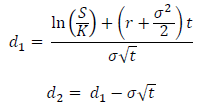 d₁ = (ln(S/K) + (r + σ²/2) t) / (σ√t)
d₂ = d₁ − σ√t